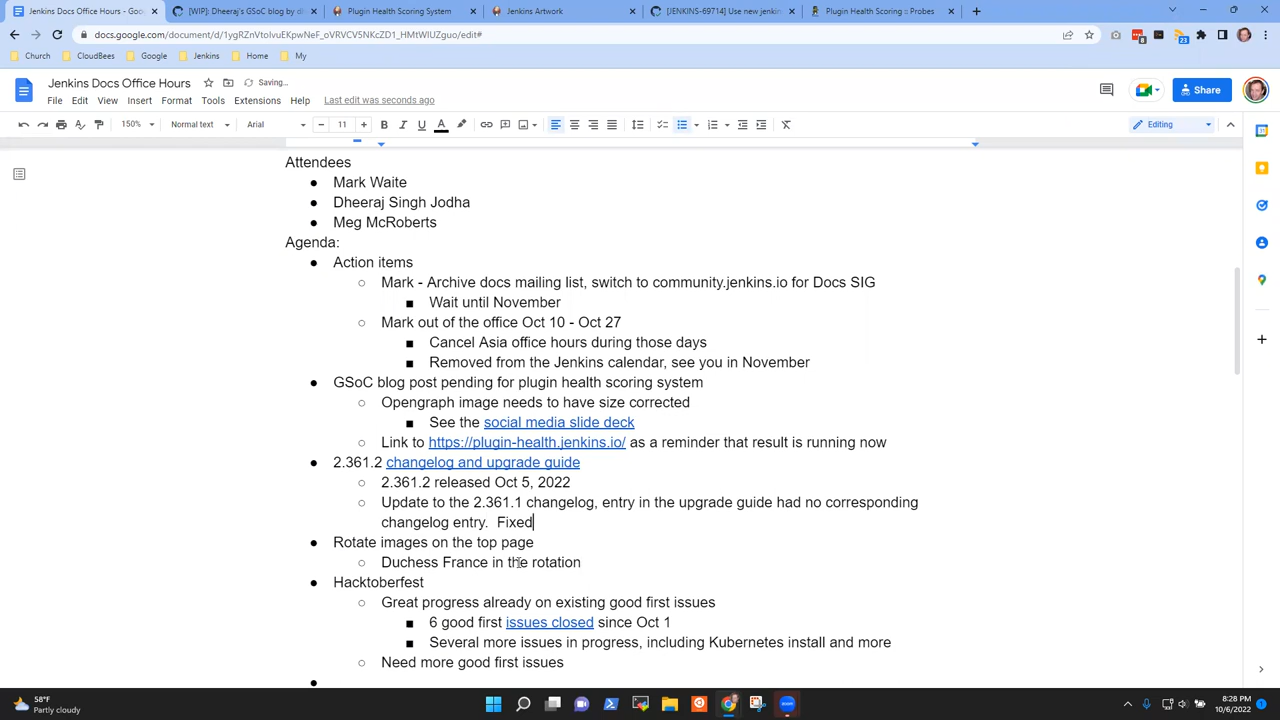 Jenkins Docs Office Hours - Goo
[WIP]: Dheeraj's GSoC blog by dh
Plugin Health Scoring System
Jenkins Artwork
[JENKINS-69714] Use new jenkin
Plugin Health Scoring :: Probes
docs.google.com/document/d/1ygRZnVtoIvuEKpwNeF_oVRVCV5NKcZD1_HMtWIUZguo/edit#
Church
CloudBees
Google
Jenkins
Home
My
Jenkins Docs Office Hours
Saving...
File Edit View Insert Format Tools Extensions Help Last edit was seconds ago
Share
150% Normal text Arial 11 Editing
Attendees
Mark Waite
Dheeraj Singh Jodha
Meg McRoberts
Agenda:
Action items
Mark - Archive docs mailing list, switch to community.jenkins.io for Docs SIG
Wait until November
Mark out of the office Oct 10 - Oct 27
Cancel Asia office hours during those days
Removed from the Jenkins calendar, see you in November
GSoC blog post pending for plugin health scoring system
Opengraph image needs to have size corrected
See the social media slide deck
Link to https://plugin-health.jenkins.io/ as a reminder that result is running now
2.361.2 changelog and upgrade guide
2.361.2 released Oct 5, 2022
Update to the 2.361.1 changelog, entry in the upgrade guide had no corresponding
changelog entry.  Fixed
Rotate images on the top page
Duchess France in the rotation
Hacktoberfest
Great progress already on existing good first issues
6 good first issues closed since Oct 1
Several more issues in progress, including Kubernetes install and more
Need more good first issues
58°F
Partly cloudy
8:28 PM
10/6/2022